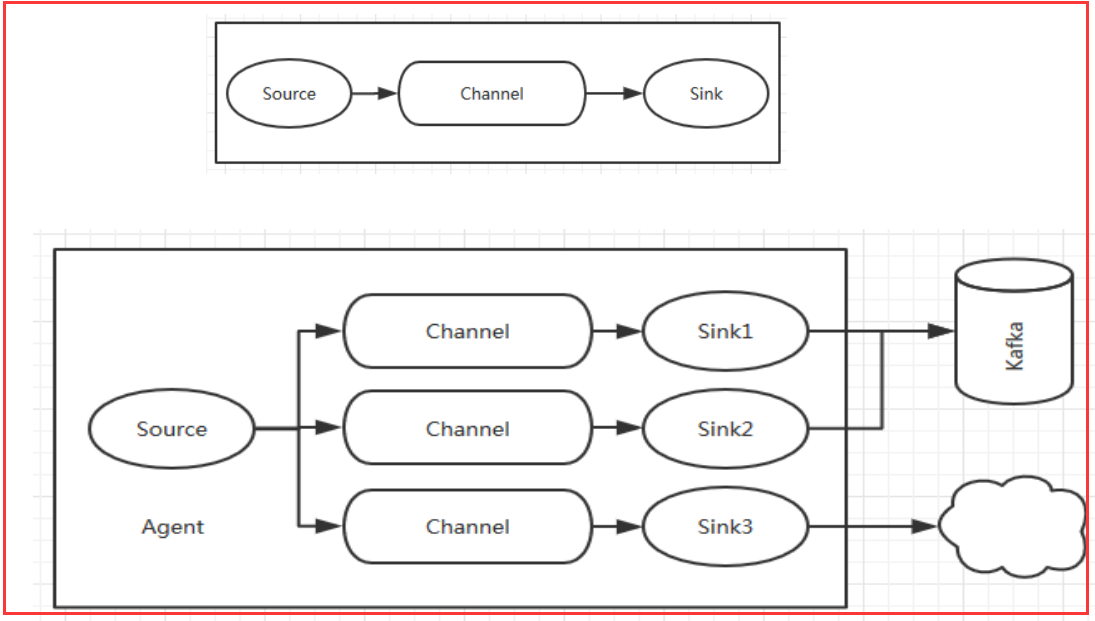 Source
Channel
Sink
Channel
Sink1
Kafka
Source
Channel
Sink2
Agent
Channel
Sink3